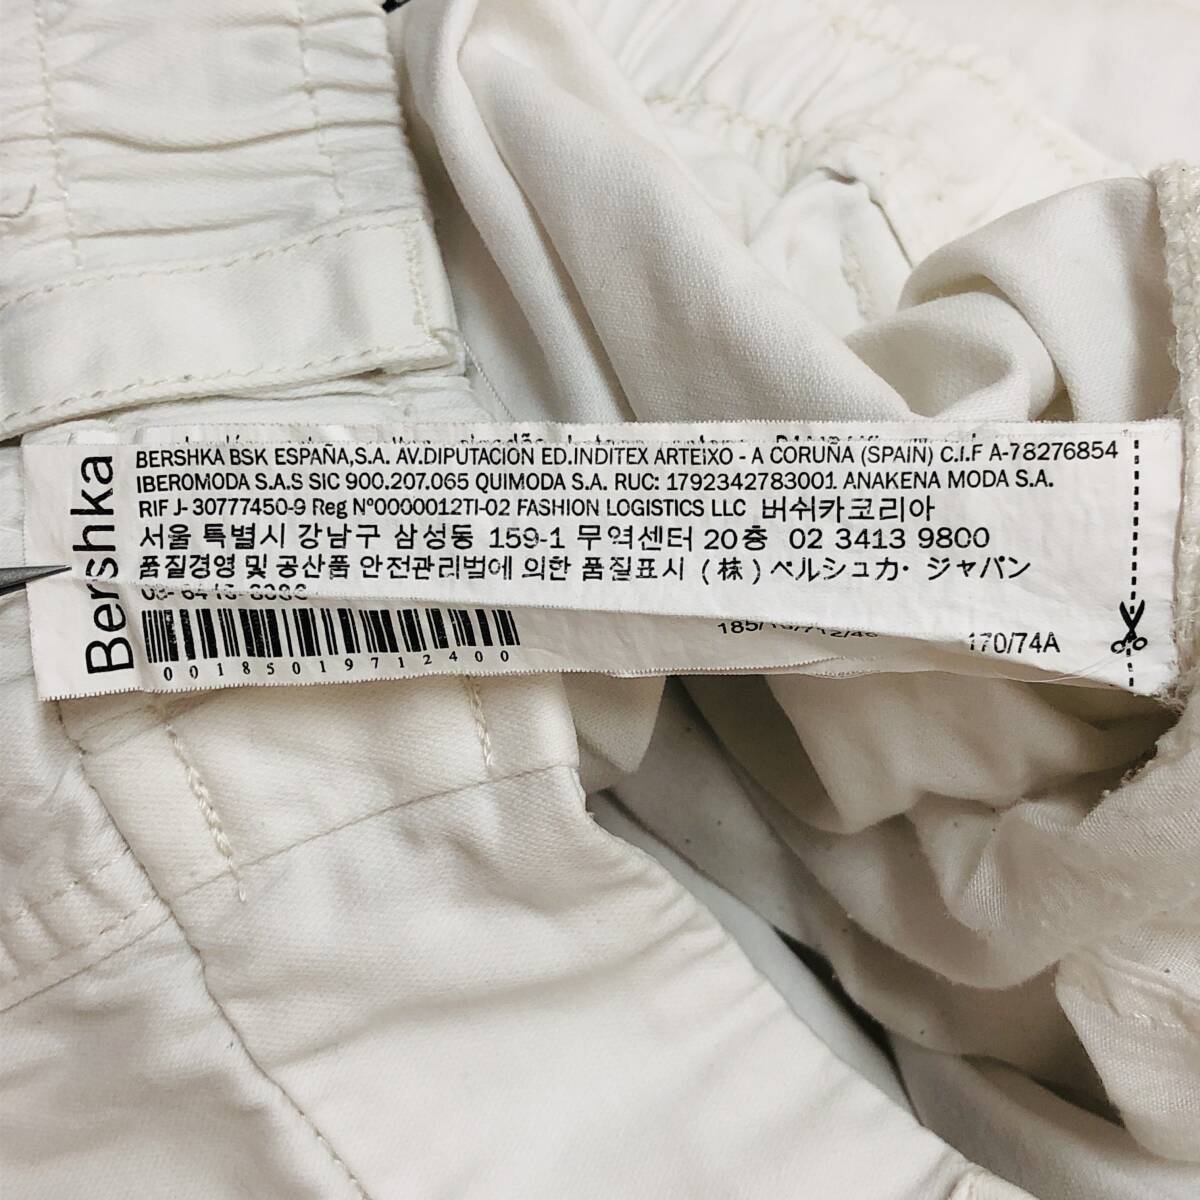 Bershka
BERSHKA BSK ESPAÑA,S.A. AV.DIPUTACIÓN ED.INDITEX ARTEIXO - A CORUÑA (SPAIN) C.I.F A-78276854
IBEROMODA S.A.S SIC 900.207.065 QUIMODA S.A. RUC: 1792342783001 ANAKENA MODA S.A.
RIF J- 30777450-9 Reg Nº0000012TI-02 FASHION LOGISTICS LLC 버쉬카코리아
서울 특별시 강남구 삼성동 159-1 무역센터 20층 02 3413 9800
품질경영 및 공산품 안전관리법에 의한 품질표시 (株) ベルシュカ・ ジャパン
00185019712400
170/74A